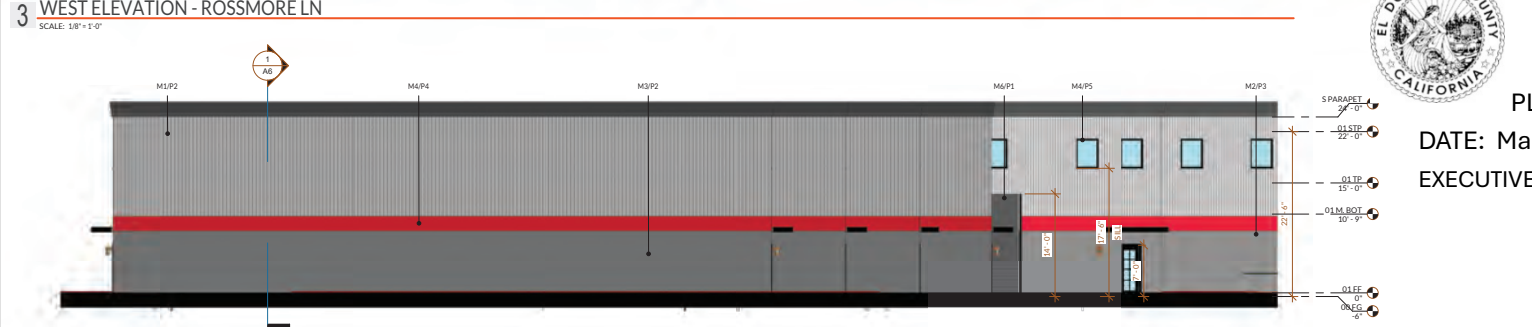 3 WEST ELEVATION - ROSSMORE LN
SCALE: 1/8" = 1'-0"
1
A6
M1/P2
M4/P4
M3/P2
M6/P1
M4/P5
M2/P3
S PARAPET
24' - 0"
01 STP
22' - 0"
01 TP
15' - 0"
01 M. BOT
10' - 9"
01 FF
0"
00 FG
-6"
22' - 6"
14' - 0"
17' - 6"
SILL
7' - 0"
CALIFORNIA
PL
DATE: Ma
EXECUTIVE